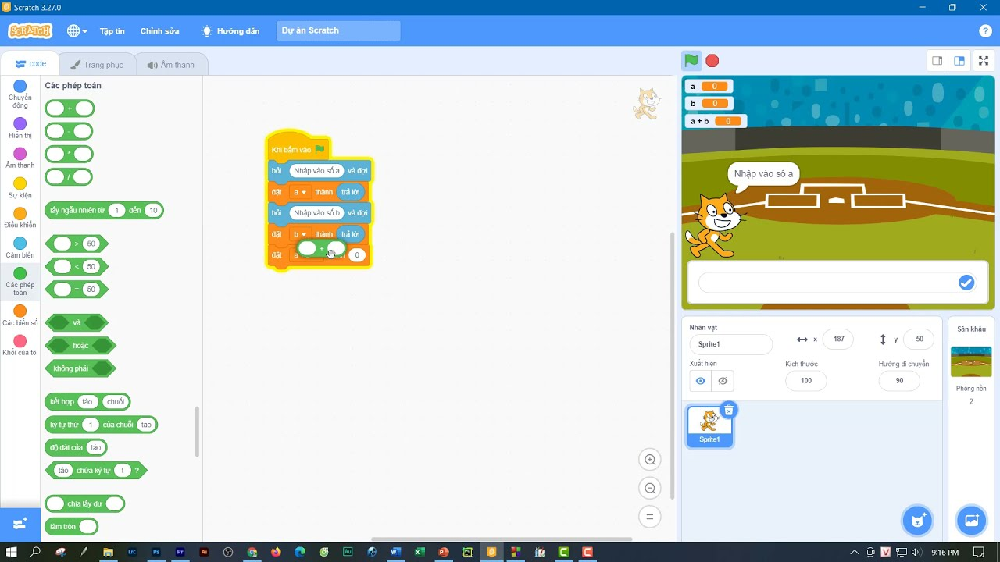 Scratch 3.27.0
SCRATCH
Tập tin
Chỉnh sửa
Hướng dẫn
Dự án Scratch
code
Trang phục
Âm thanh
Chuyển động
Hiển thị
Âm thanh
Sự kiện
Điều khiển
Cảm biến
Các phép toán
Các biến số
Khối của tôi
Các phép toán
+
-
*
/
lấy ngẫu nhiên từ 1 đến 10
> 50
< 50
= 50
và
hoặc
không phải
kết hợp táo chuối
ký tự thứ 1 của chuỗi táo
độ dài của táo
táo chứa ký tự t ?
chia lấy dư
làm tròn
Khi bấm vào
hỏi Nhập vào số a và đợi
đặt a thành trả lời
hỏi Nhập vào số b và đợi
đặt b thành trả lời
+
đặt a 0
a 0
b 0
a + b 0
Nhập vào số a
Nhân vật
Sprite1
x -187
y -50
Xuất hiện
Kích thước
100
Hướng di chuyển
90
Sprite1
Sân khấu
Phông nền
2
9:16 PM